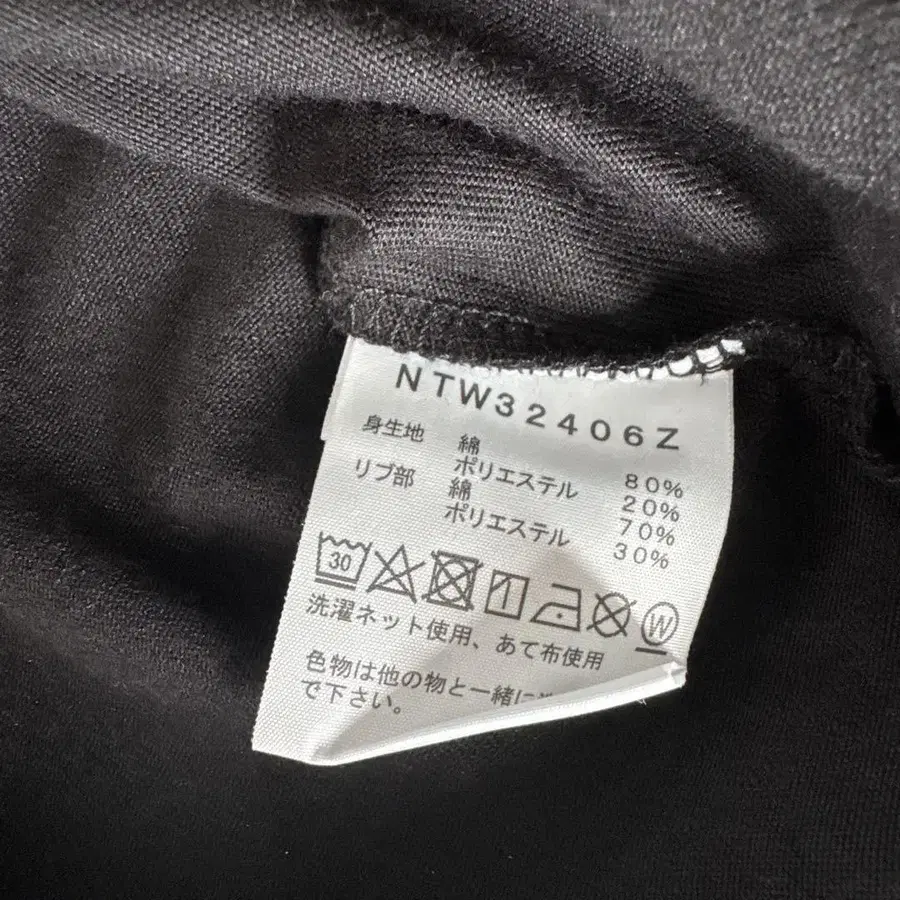 NTW32406Z
身生地 綿 80%
ポリエステル 20%
リブ部 綿 70%
ポリエステル 30%
30 W
洗濯ネット使用、あて布使用
色物は他の物と一緒に
で下さい。